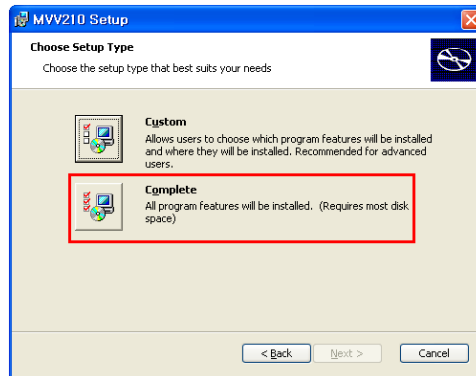 MVV210 Setup
Choose Setup Type
Choose the setup type that best suits your needs
Custom
Allows users to choose which program features will be installed
and where they will be installed. Recommended for advanced
users.
Complete
All program features will be installed. (Requires most disk
space)
< Back
Next >
Cancel